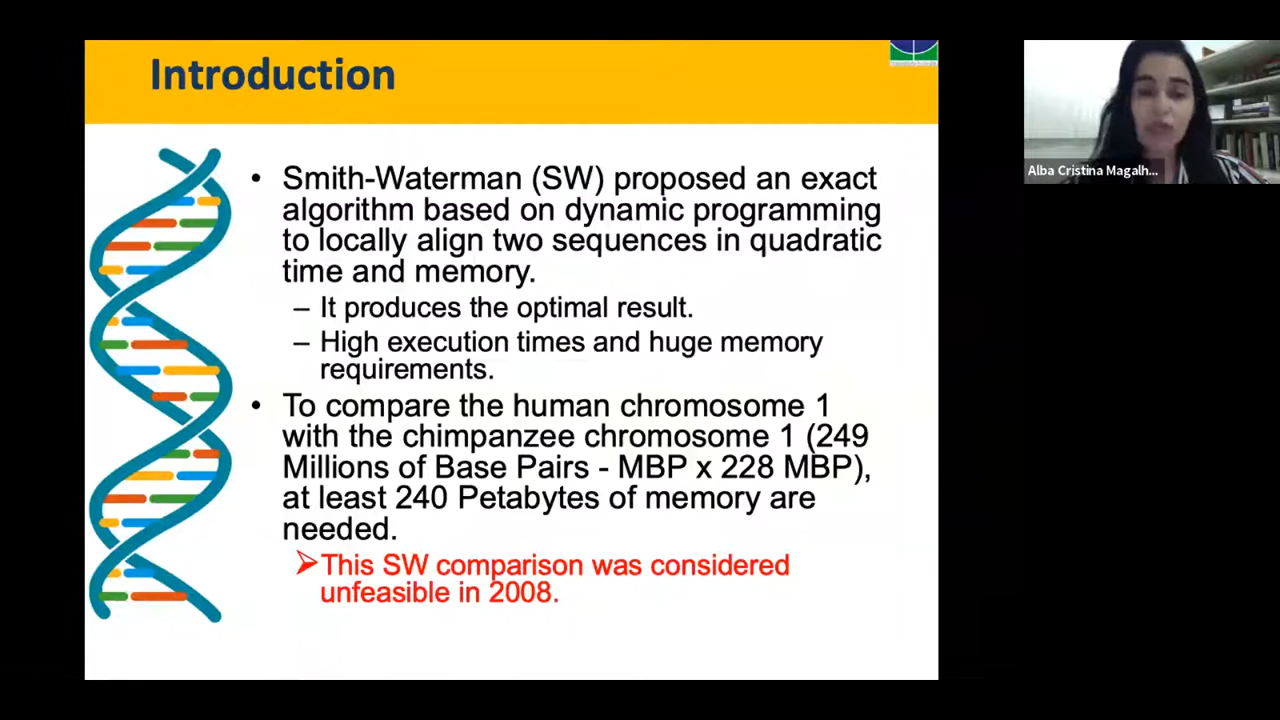 Introduction
• Smith-Waterman (SW) proposed an exact
algorithm based on dynamic programming
to locally align two sequences in quadratic
time and memory.
– It produces the optimal result.
– High execution times and huge memory
requirements.
• To compare the human chromosome 1
with the chimpanzee chromosome 1 (249
Millions of Base Pairs - MBP x 228 MBP),
at least 240 Petabytes of memory are
needed.
➢This SW comparison was considered
unfeasible in 2008.
Alba Cristina Magalh...